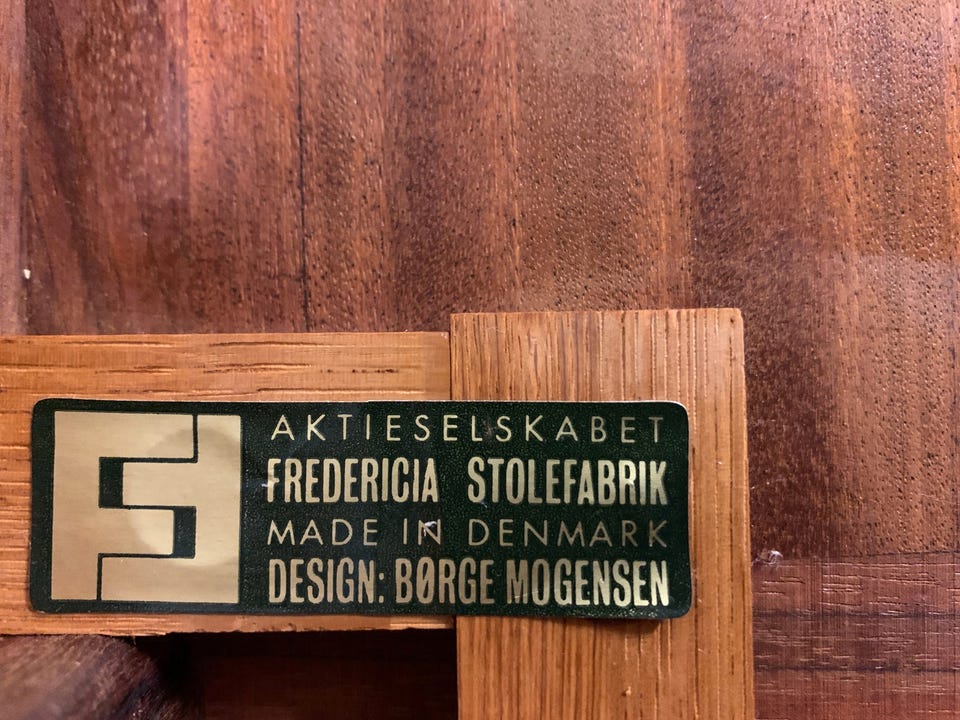 AKTIESELSKABET
FREDERICIA STOLEFABRIK
MADE IN DENMARK
DESIGN: BØRGE MOGENSEN